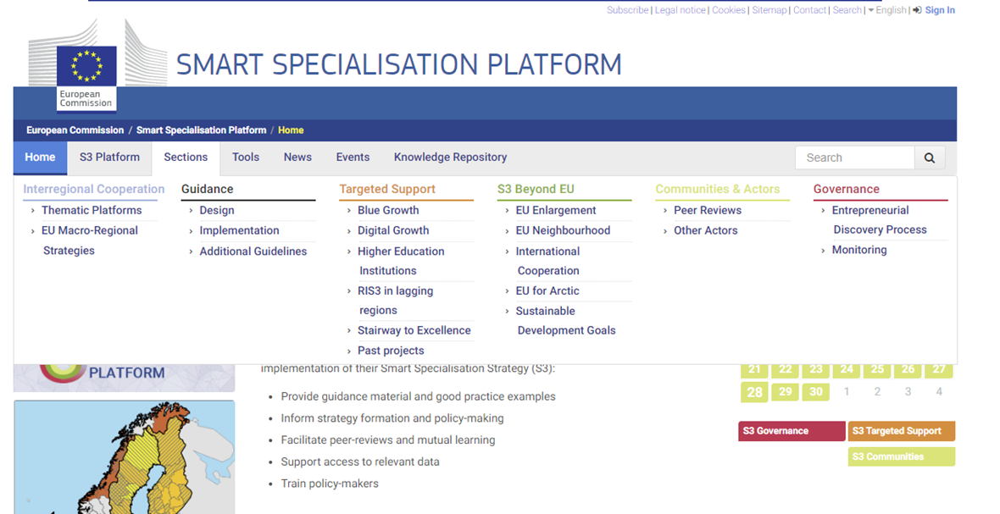 Subscribe | Legal notice | Cookies | Sitemap | Contact | Search | English | Sign In
SMART SPECIALISATION PLATFORM
European
Commission
European Commission / Smart Specialisation Platform / Home
Home S3 Platform Sections Tools News Events Knowledge Repository Search
Interregional Cooperation
› Thematic Platforms
› EU Macro-Regional
Strategies
Guidance
› Design
› Implementation
› Additional Guidelines
Targeted Support
› Blue Growth
› Digital Growth
› Higher Education
Institutions
› RIS3 in lagging
regions
› Stairway to Excellence
› Past projects
S3 Beyond EU
› EU Enlargement
› EU Neighbourhood
› International
Cooperation
› EU for Arctic
› Sustainable
Development Goals
Communities & Actors
› Peer Reviews
› Other Actors
Governance
› Entrepreneurial
Discovery Process
› Monitoring
PLATFORM
implementation of their Smart Specialisation Strategy (S3):
• Provide guidance material and good practice examples
• Inform strategy formation and policy-making
• Facilitate peer-reviews and mutual learning
• Support access to relevant data
• Train policy-makers
21 22 23 24 25 26 27
28 29 30 1 2 3 4
S3 Governance S3 Targeted Support
S3 Communities